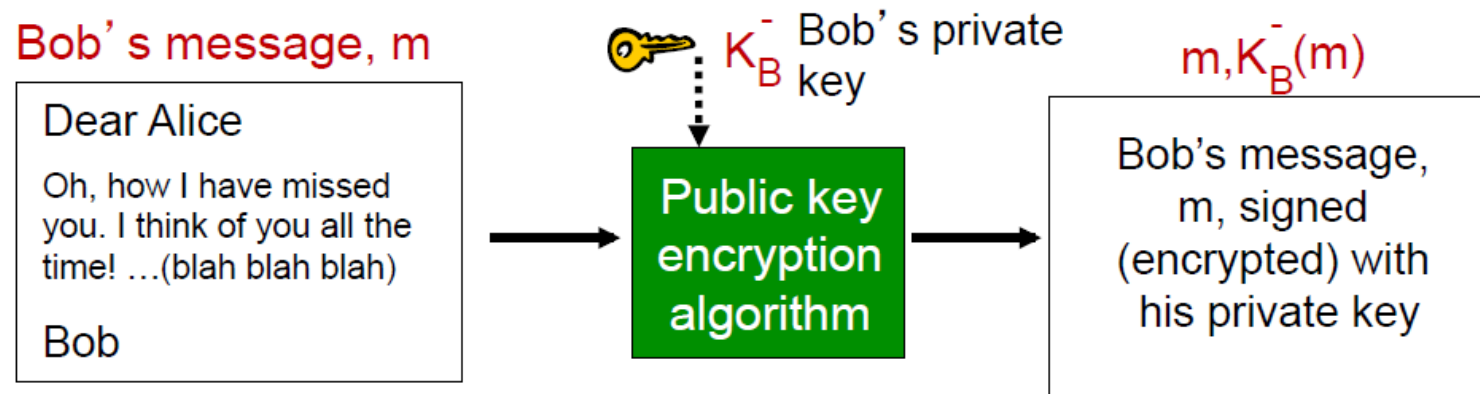 Bob's message, m
Dear Alice
Oh, how I have missed
you. I think of you all the
time! …(blah blah blah)
Bob
K_B^- Bob's private
key
Public key
encryption
algorithm
m,K_B^-(m)
Bob's message,
m, signed
(encrypted) with
his private key